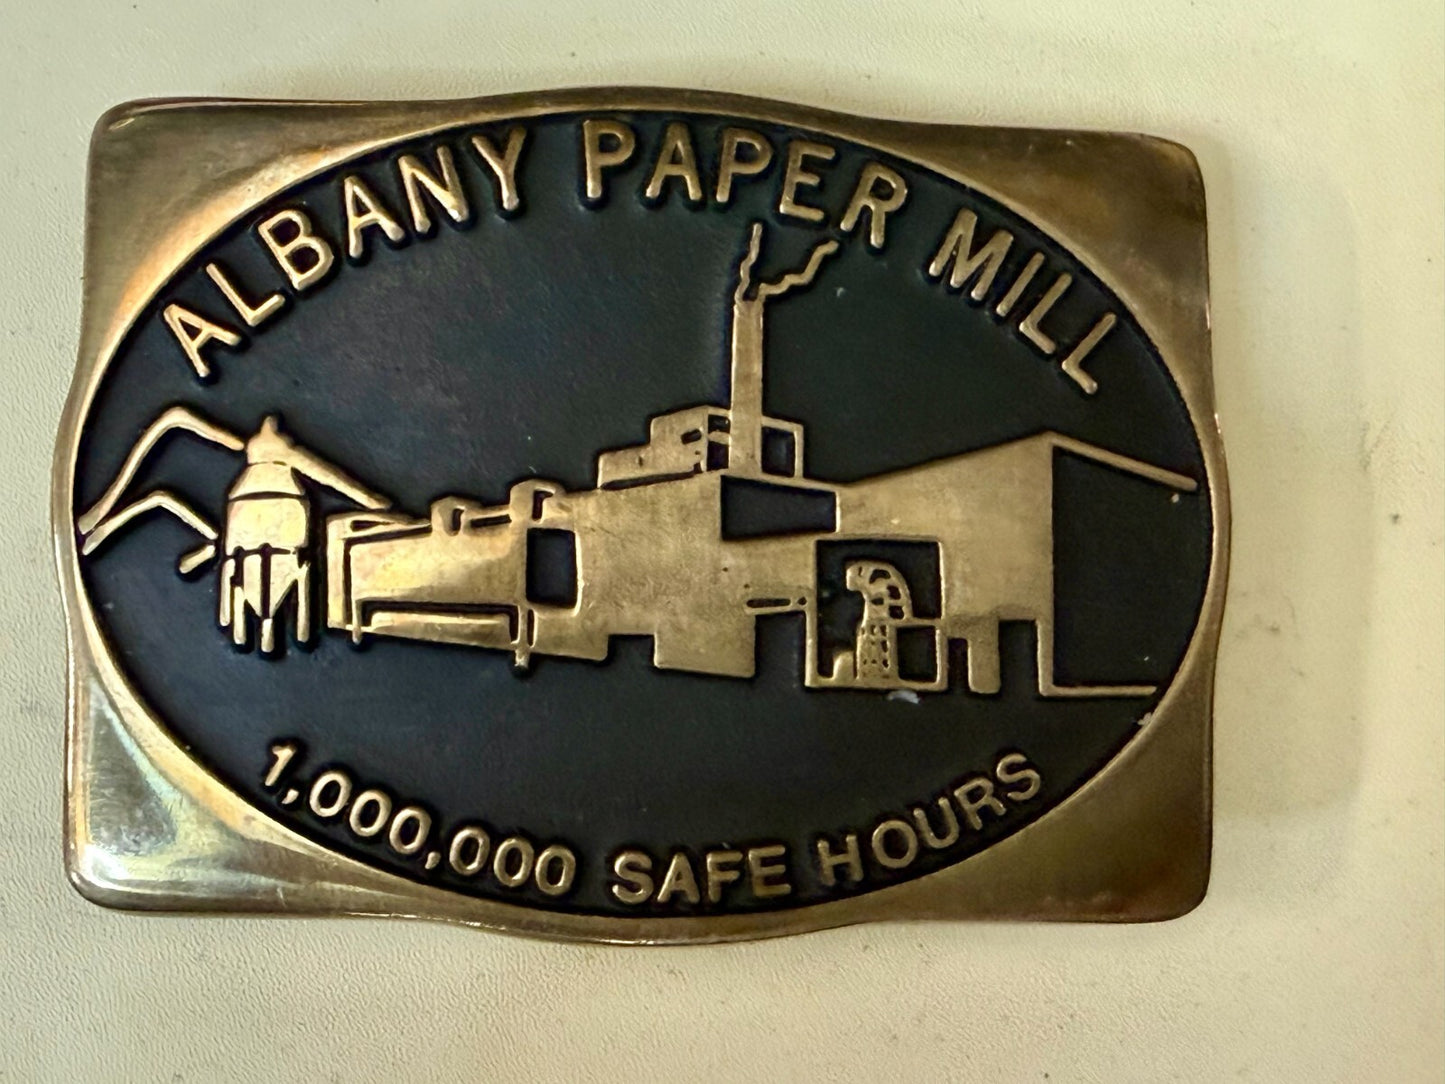 ALBANY PAPER MILL
1,000,000 SAFE HOURS